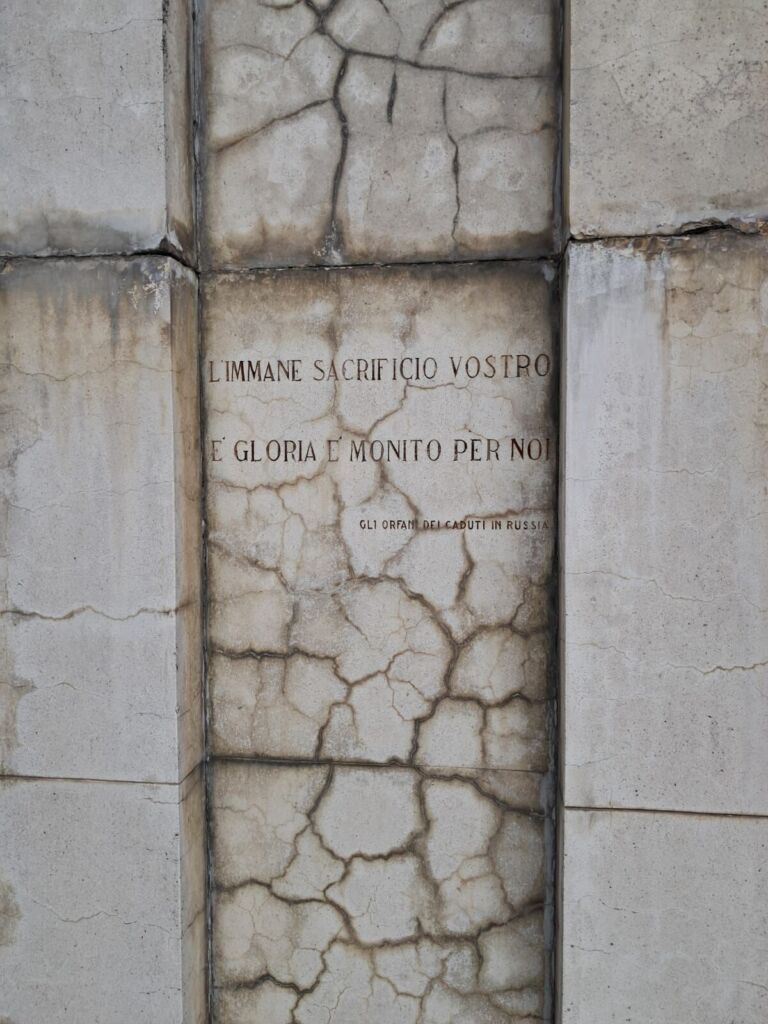 L'IMMANE SACRIFICIO VOSTRO
E' GLORIA E' MONITO PER NOI
GLI ORFANI DEI CADUTI IN RUSSIA